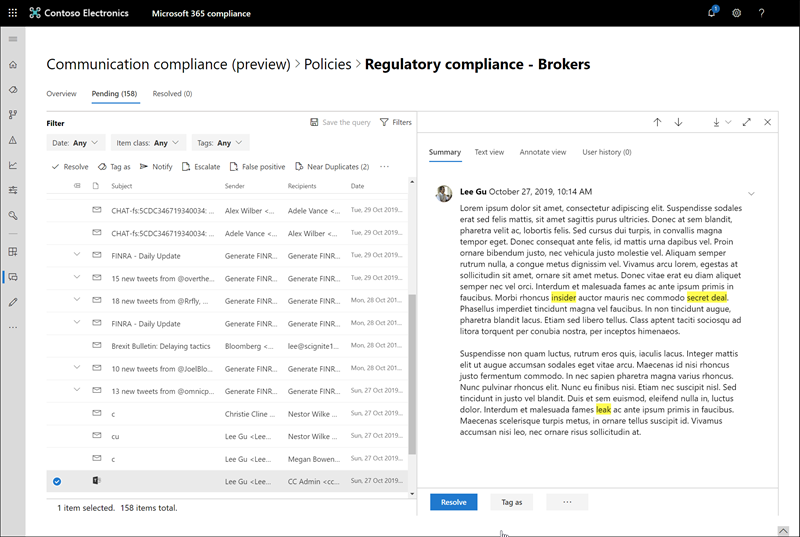 Contoso Electronics Microsoft 365 compliance 1 ?
Communication compliance (preview) > Policies > Regulatory compliance - Brokers
Overview Pending (158) Resolved (0)
Filter Save the query Filters
Date: Any Item class: Any Tags: Any
Resolve Tag as Notify Escalate False positive Near Duplicates (2) ...
Subject Sender Recipients Date
CHAT-fs:5CDC346719340034: ... Alex Wilber <... Adele Vance <... Tue, 29 Oct 2019...
CHAT-fs:5CDC346719340034: ... Alex Wilber <... Adele Vance <... Tue, 29 Oct 2019...
FINRA - Daily Update Generate FINR... Generate FINR... Tue, 29 Oct 2019...
15 new tweets from @overthe... Generate FINR... Generate FINR... Tue, 29 Oct 2019...
18 new tweets from @Rrfly, ... Generate FINR... Generate FINR... Mon, 28 Oct 201...
FINRA - Daily Update Generate FINR... Generate FINR... Mon, 28 Oct 201...
Brexit Bulletin: Delaying tactics Bloomberg <... lee@scignite1... Mon, 28 Oct 201...
10 new tweets from @JoelBlo... Generate FINR... Generate FINR... Mon, 28 Oct 201...
13 new tweets from @omnicp... Generate FINR... Generate FINR... Sun, 27 Oct 2019...
c Christie Cline ... Nestor Wilke ... Sun, 27 Oct 2019...
cu Lee Gu <Lee... Nestor Wilke ... Sun, 27 Oct 2019...
c Lee Gu <Lee... Megan Bowen... Sun, 27 Oct 2019...
Lee Gu <Lee... CC Admin <cc... Sun, 27 Oct 2019...
1 item selected. 158 items total.
Summary Text view Annotate view User history (0)
Lee Gu October 27, 2019, 10:14 AM
Lorem ipsum dolor sit amet, consectetur adipiscing elit. Suspendisse sodales
erat sed felis mattis, sit amet sagittis purus ultricies. Donec at sem blandit,
pharetra velit ac, lobortis felis. Sed cursus dui turpis, in convallis magna
tempor eget. Donec consequat ante felis, id mattis urna dapibus vel. Proin
ornare bibendum justo, nec vehicula justo molestie vel. Aliquam semper
rutrum nulla, a congue metus dignissim vel. Vivamus arcu lorem, egestas at
sollicitudin sit amet, ornare sit amet metus. Donec vitae erat eu diam aliquet
semper nec vel orci. Interdum et malesuada fames ac ante ipsum primis in
faucibus. Morbi rhoncus insider auctor mauris nec commodo secret deal.
Phasellus imperdiet tincidunt magna vel faucibus. In non tincidunt augue,
pharetra blandit lacus. Etiam sed libero tellus. Class aptent taciti sociosqu ad
litora torquent per conubia nostra, per inceptos himenaeos.
Suspendisse non quam luctus, rutrum eros quis, iaculis lacus. Integer mattis
elit ut augue accumsan sodales eget vitae arcu. Maecenas id nisi rhoncus
justo fermentum commodo. In nec sapien pharetra magna varius rhoncus.
Nunc pulvinar rhoncus elit. Nunc eu finibus nisi. Etiam nec suscipit nisl. Sed
tincidunt in justo vel blandit. Duis et sem euismod, eleifend nulla in, luctus
dolor. Interdum et malesuada fames leak ac ante ipsum primis in faucibus.
Maecenas scelerisque turpis metus, in ornare tellus suscipit id. Vivamus
accumsan nisi leo, nec ornare risus sollicitudin at.
Resolve Tag as ...